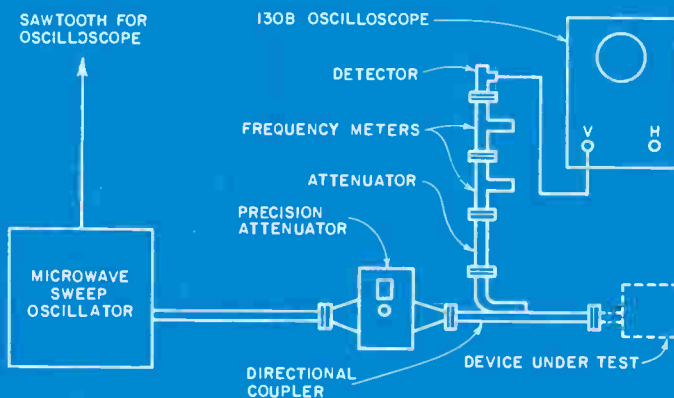 SAWTOOTH FOR
OSCILLOSCOPE
130B OSCILLOSCOPE
DETECTOR
FREQUENCY METERS
V
H
ATTENUATOR
PRECISION
ATTENUATOR
MICROWAVE
SWEEP
OSCILLATOR
DIRECTIONAL
COUPLER
DEVICE UNDER TEST